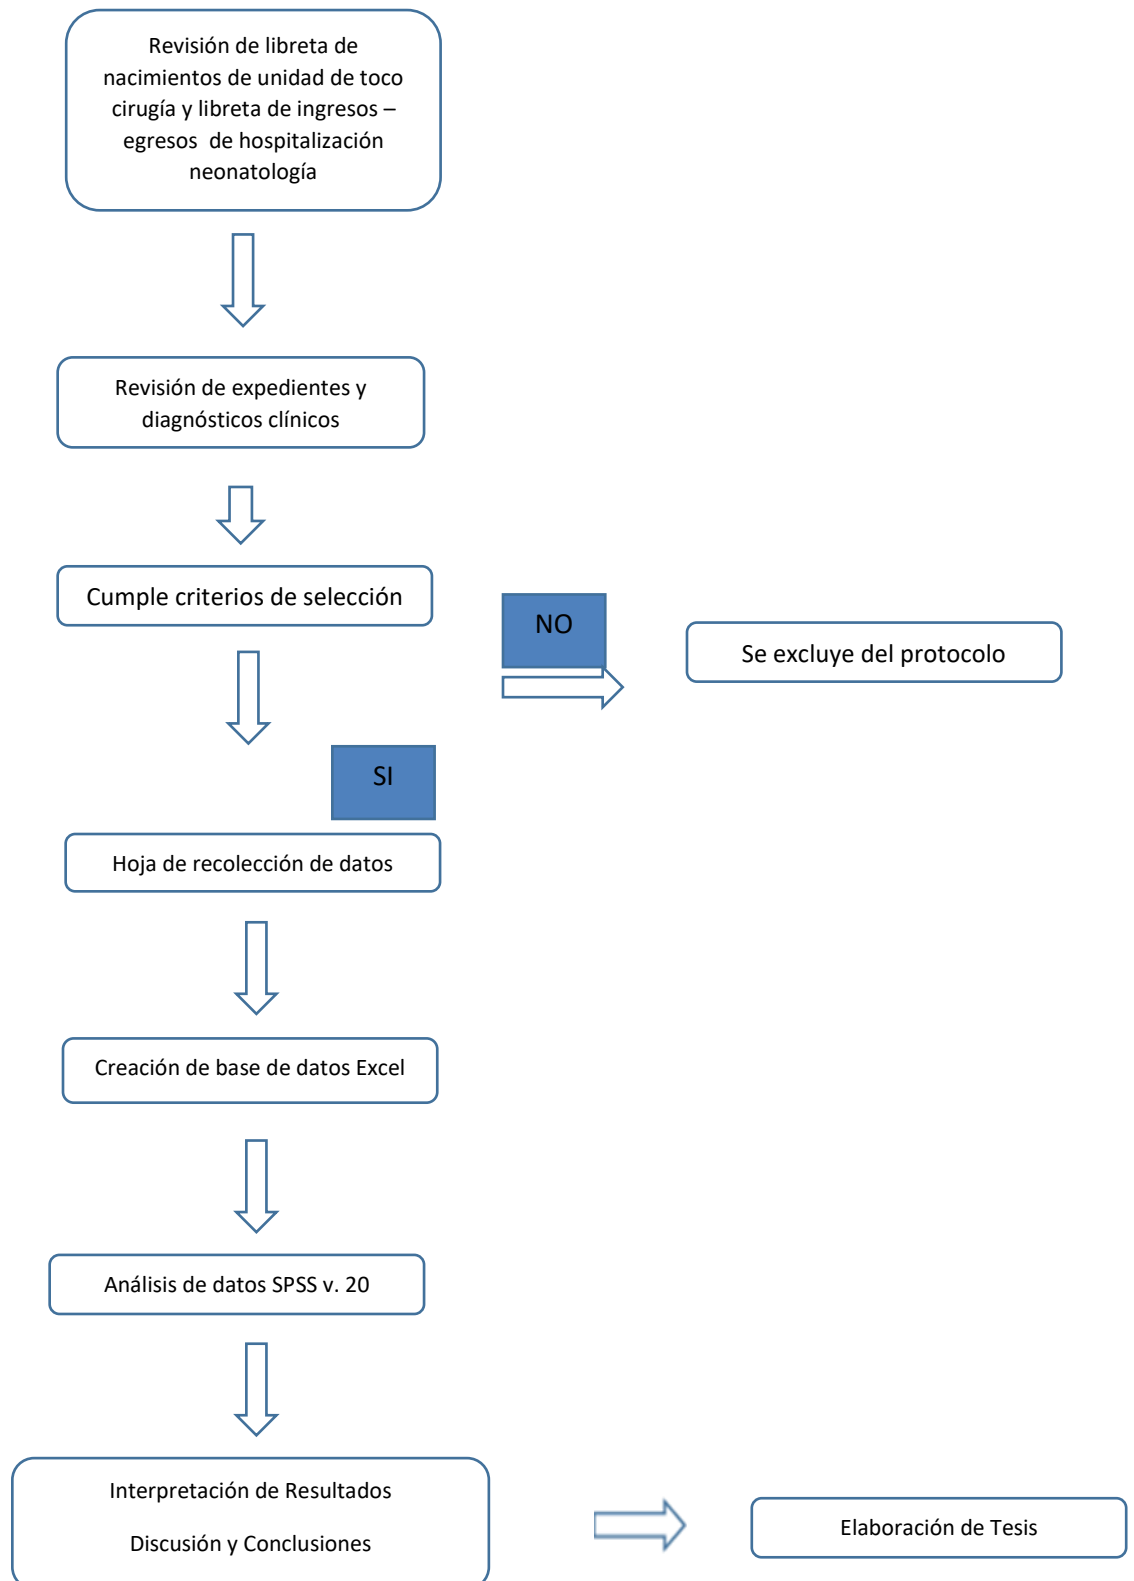 Revisión de libreta de
nacimientos de unidad de toco
cirugía y libreta de ingresos –
egresos de hospitalización
neonatología
Revisión de expedientes y
diagnósticos clínicos
Cumple criterios de selección
NO
Se excluye del protocolo
SI
Hoja de recolección de datos
Creación de base de datos Excel
Análisis de datos SPSS v. 20
Interpretación de Resultados
Discusión y Conclusiones
Elaboración de Tesis